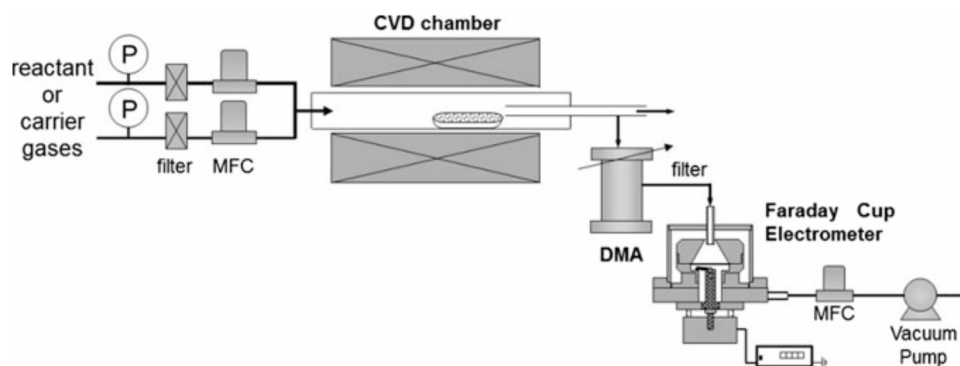 CVD chamber
P
reactant
or
carrier
gases
P
filter
MFC
filter
DMA
Faraday Cup
Electrometer
MFC
Vacuum
Pump